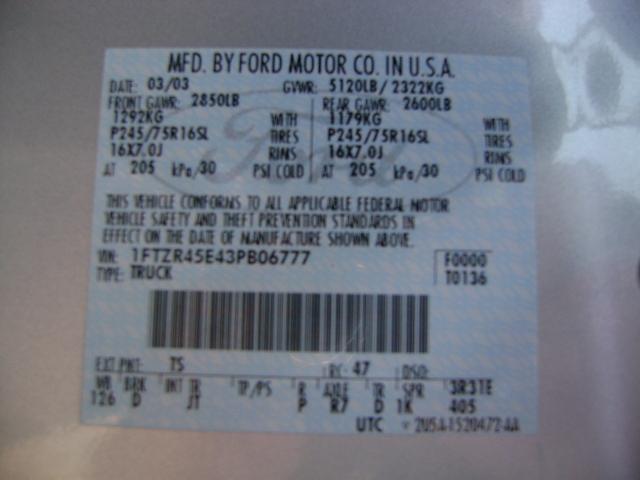 MFD. BY FORD MOTOR CO. IN U.S.A.
DATE: 03/03 GVWR: 5120LB/ 2322KG
FRONT GAWR: 2850LB REAR GAWR: 2600LB
1292KG WITH 1179KG WITH
P245/75R16SL TIRES P245/75R16SL TIRES
16X7.0J RIMS 16X7.0J RIMS
AT 205 kPa/30 PSI COLD AT 205 kPa/30 PSI COLD
THIS VEHICLE CONFORMS TO ALL APPLICABLE FEDERAL MOTOR
VEHICLE SAFETY AND THEFT PREVENTION STANDARDS IN
EFFECT ON THE DATE OF MANUFACTURE SHOWN ABOVE.
VIN: 1FTZR45E43PB06777 F0000
TYPE: TRUCK T0136
EXT PNT: TS RC: 47 DSO:
WB BRK INT TR TP/PS R AXLE TR SPR 3R31E
126 D JT P R7 D 1K 405
UTC